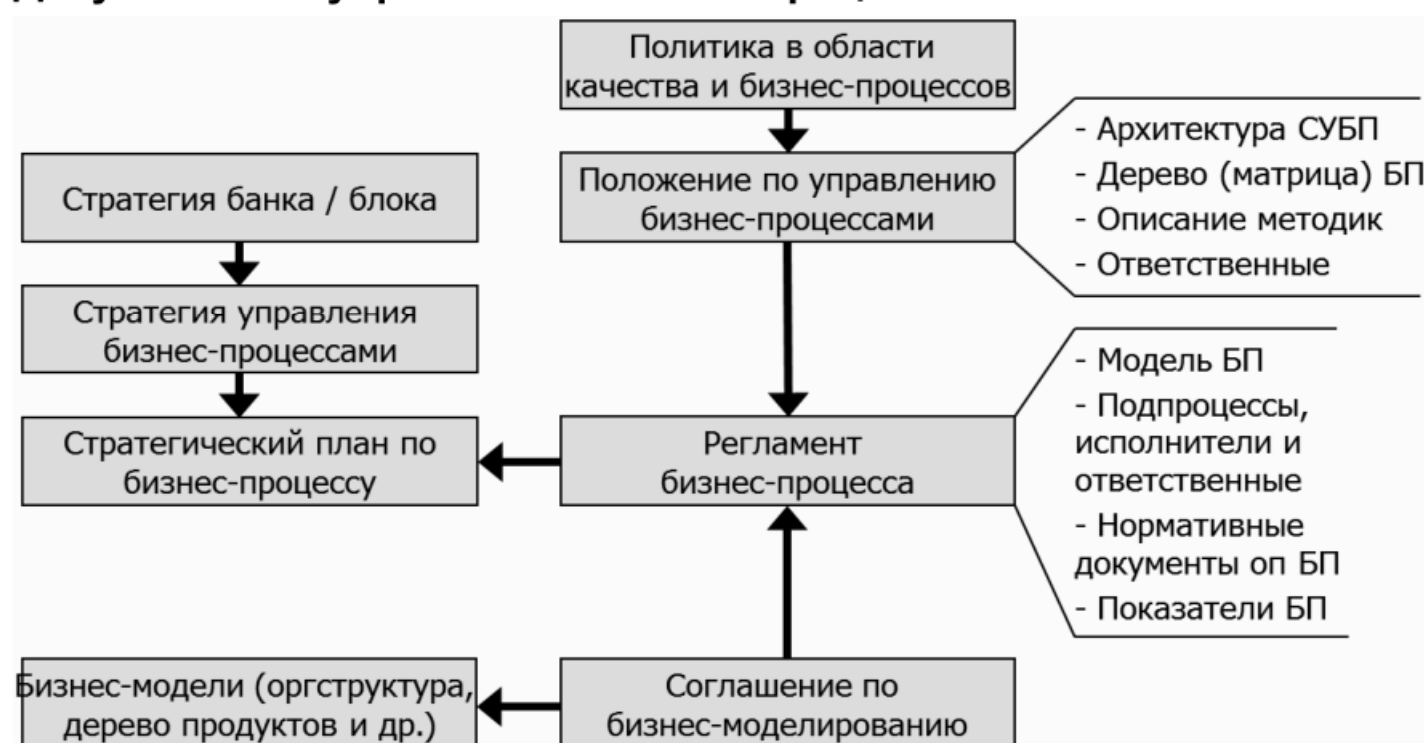 Политика в области
качества и бизнес-процессов
- Архитектура СУБП
- Дерево (матрица) БП
- Описание методик
- Ответственные
Положение по управлению
бизнес-процессами
Стратегия банка / блока
Стратегия управления
бизнес-процессами
Стратегический план по
бизнес-процессу
Регламент
бизнес-процесса
- Модель БП
- Подпроцессы,
исполнители и
ответственные
- Нормативные
документы оп БП
- Показатели БП
Бизнес-модели (оргструктура,
дерево продуктов и др.)
Соглашение по
бизнес-моделированию